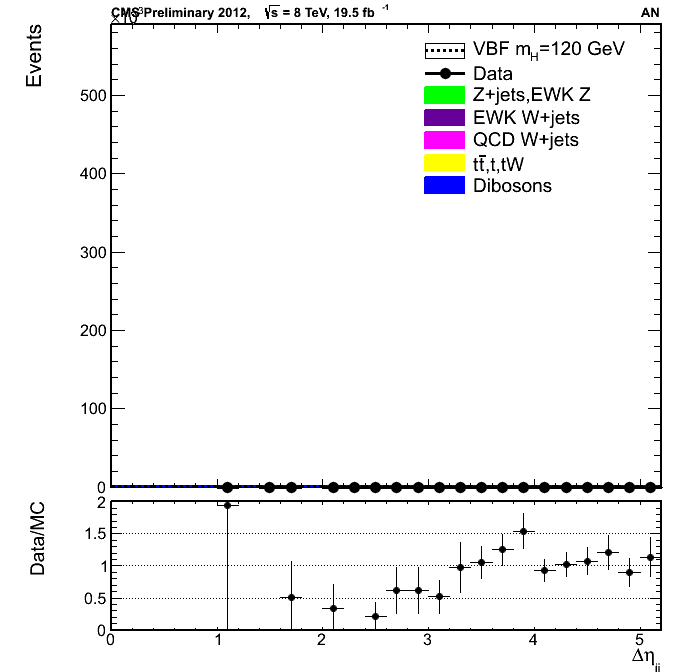 ×10³
CMS Preliminary 2012, √s = 8 TeV, 19.5 fb⁻¹ AN
Events
VBF m_H=120 GeV
Data
Z+jets,EWK Z
EWK W+jets
QCD W+jets
tt̄,t,tW
Dibosons
500
400
300
200
100
0
Data/MC
2
1.5
1
0.5
0
0 1 2 3 4 5
Δη_jj